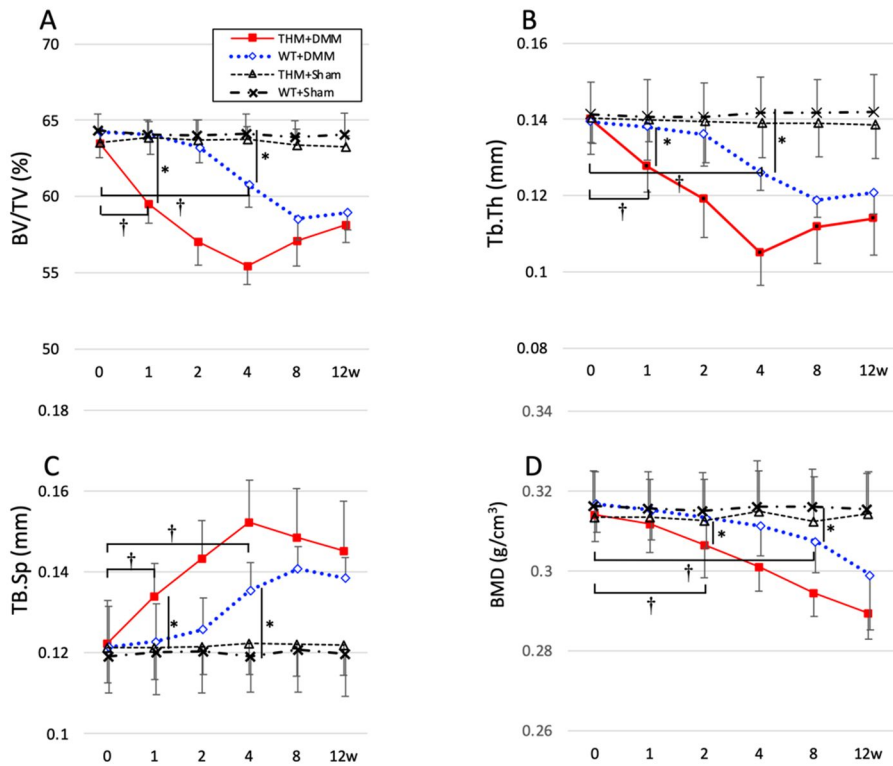 A
BV/TV (%)
70
65
60
55
50
THM+DMM
WT+DMM
THM+Sham
WT+Sham
*
*
†
†
0 1 2 4 8 12w
B
Tb.Th (mm)
0.16
0.14
0.12
0.1
0.08
*
*
†
†
0 1 2 4 8 12w
C
TB.Sp (mm)
0.18
0.16
0.14
0.12
0.1
†
†
*
*
0 1 2 4 8 12w
D
BMD (g/cm³)
0.34
0.32
0.3
0.28
0.26
*
*
†
†
0 1 2 4 8 12w